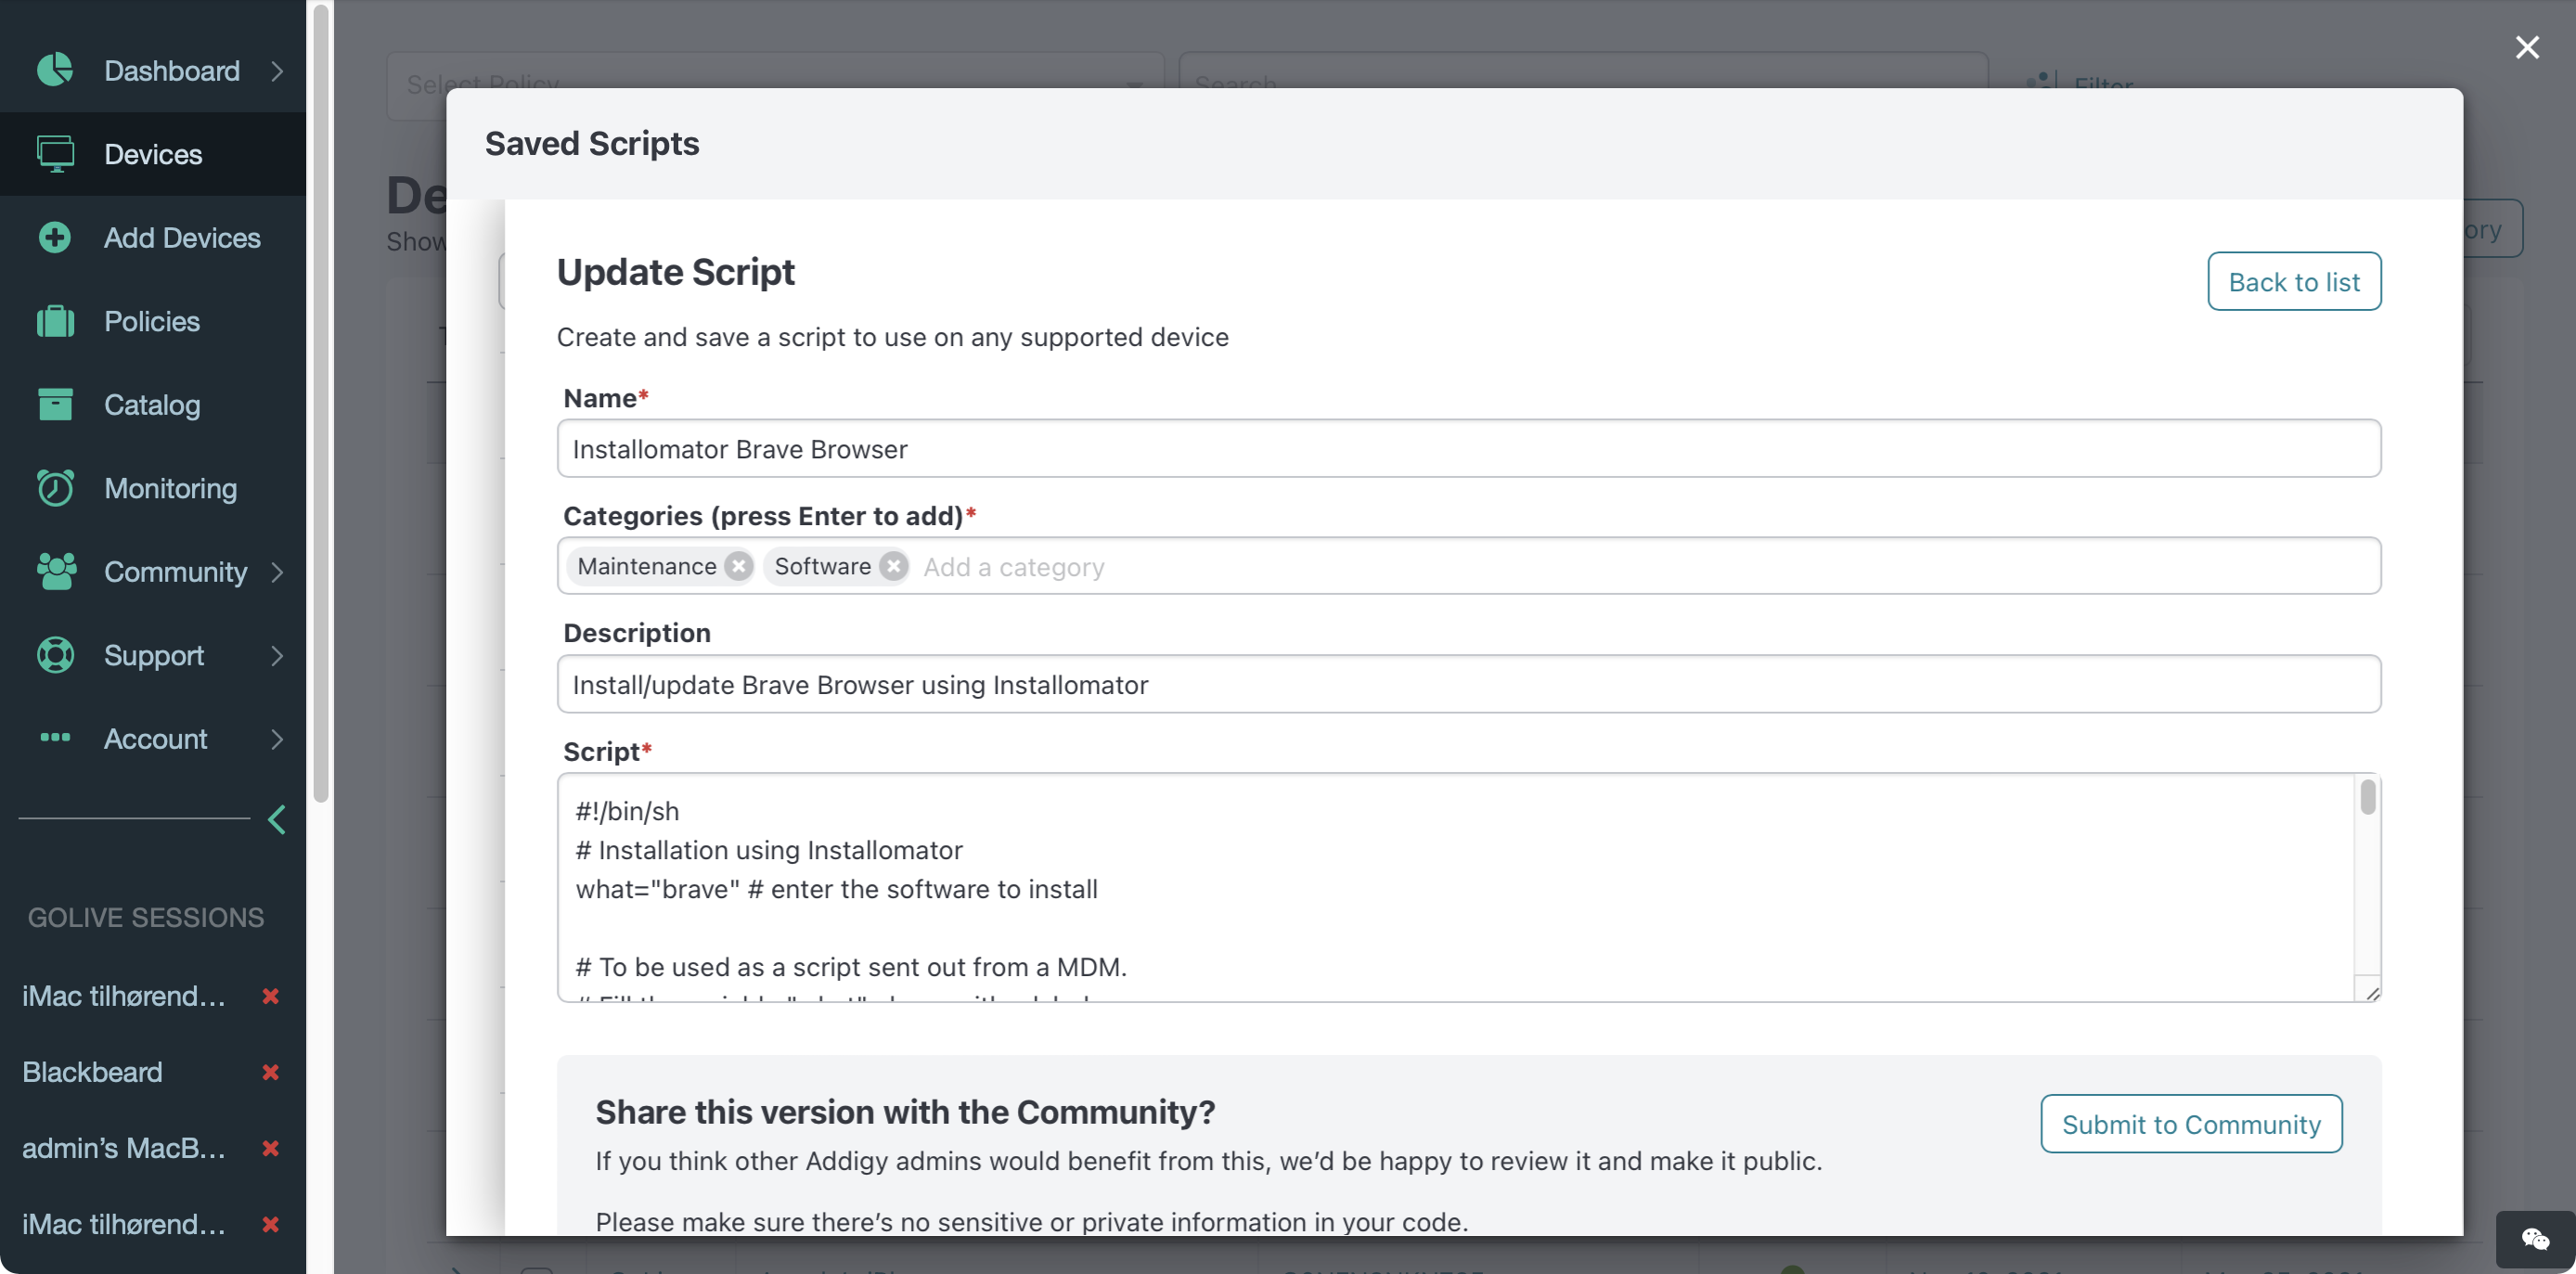 Dashboard
Devices
Add Devices
Policies
Catalog
Monitoring
Community
Support
Account
GOLIVE SESSIONS
iMac tilhørend...
Blackbeard
admin's MacB...
iMac tilhørend...
Select Policy
Search
Filter
De
Show
ory
Saved Scripts
Update Script
Back to list
Create and save a script to use on any supported device
Name*
Installomator Brave Browser
Categories (press Enter to add)*
Maintenance Software Add a category
Description
Install/update Brave Browser using Installomator
Script*
#!/bin/sh
# Installation using Installomator
what="brave" # enter the software to install
# To be used as a script sent out from a MDM.
Share this version with the Community?
Submit to Community
If you think other Addigy admins would benefit from this, we’d be happy to review it and make it public.
Please make sure there’s no sensitive or private information in your code.